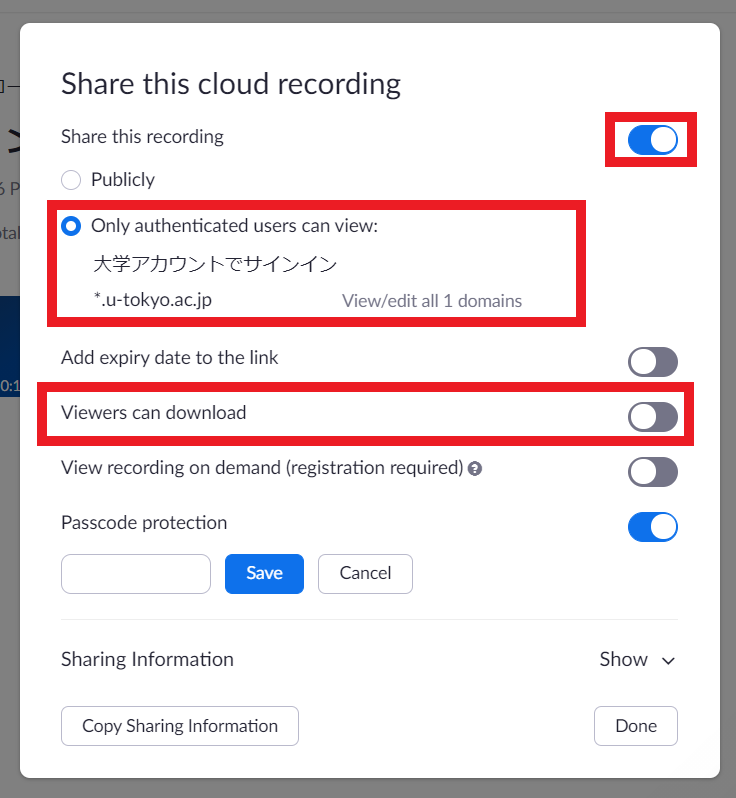 Share this cloud recording
Share this recording
Publicly
Only authenticated users can view:
大学アカウントでサインイン
*.u-tokyo.ac.jp View/edit all 1 domains
Add expiry date to the link
Viewers can download
View recording on demand (registration required) ?
Passcode protection
Save Cancel
Sharing Information Show
Copy Sharing Information Done